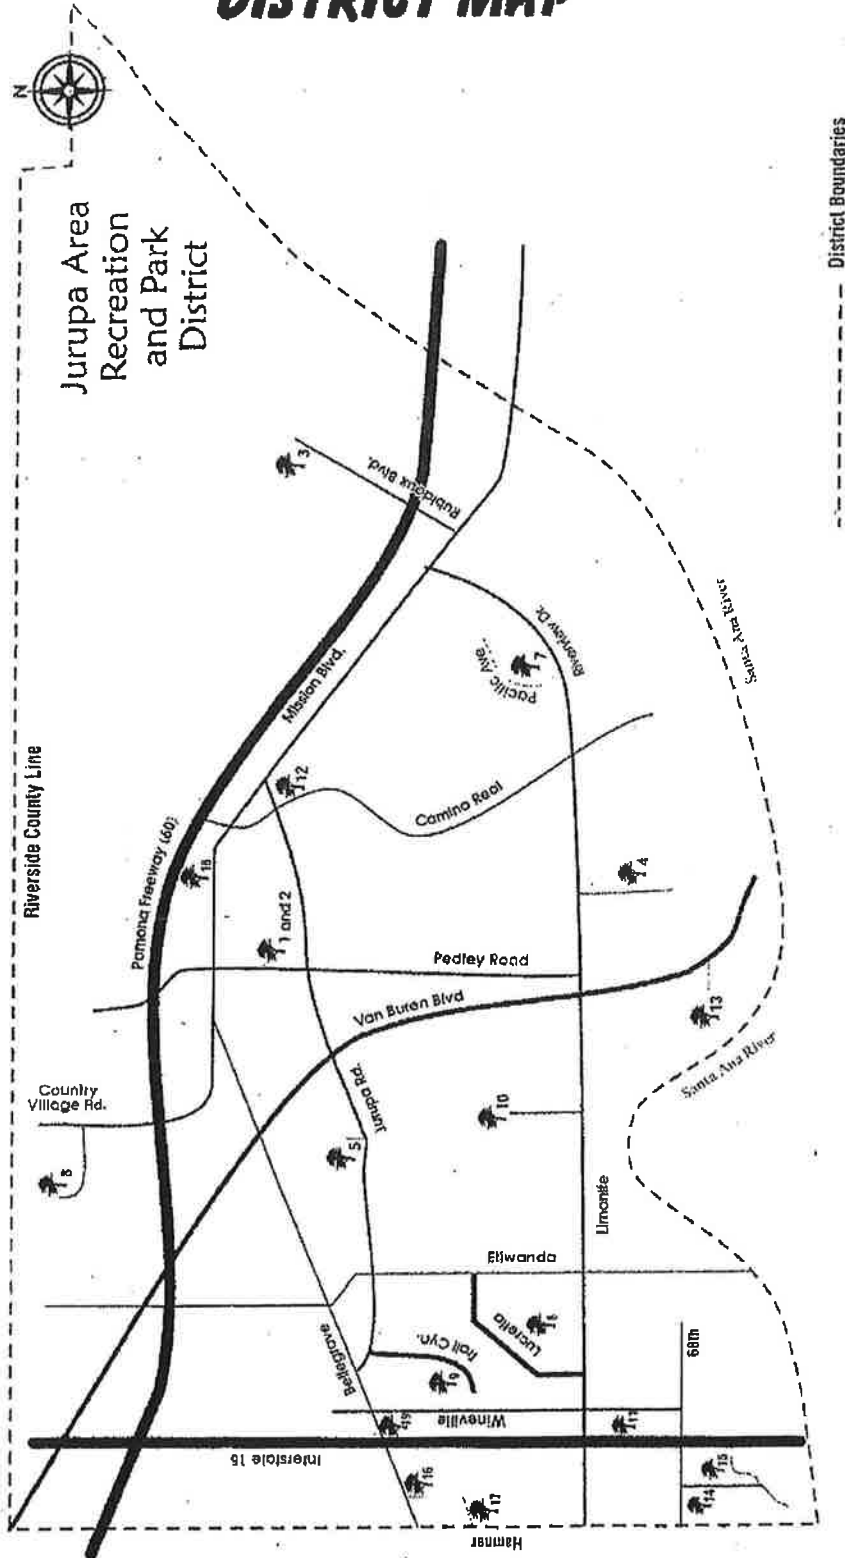 DISTRICT MAP
N
Jurupa Area
Recreation
and Park
District
Riverside County Line
Pomona Freeway (60)
Country
Village Rd.
Mission Blvd.
Rubidoux Blvd.
Pacific Ave.
Riverview Dr.
Camino Real
Pedley Road
Van Buren Blvd
Jurupa Rd.
Bellegrave
Etiwanda
Limonite
Lucretia
Trail Cyn.
Wineville
Interstate 15
68th
Hamner
Santa Ana River
Santa Ana River
District Boundaries
3
7
12
18
1 and 2
4
13
10
5
8
6
9
19
11
16
17
14
15